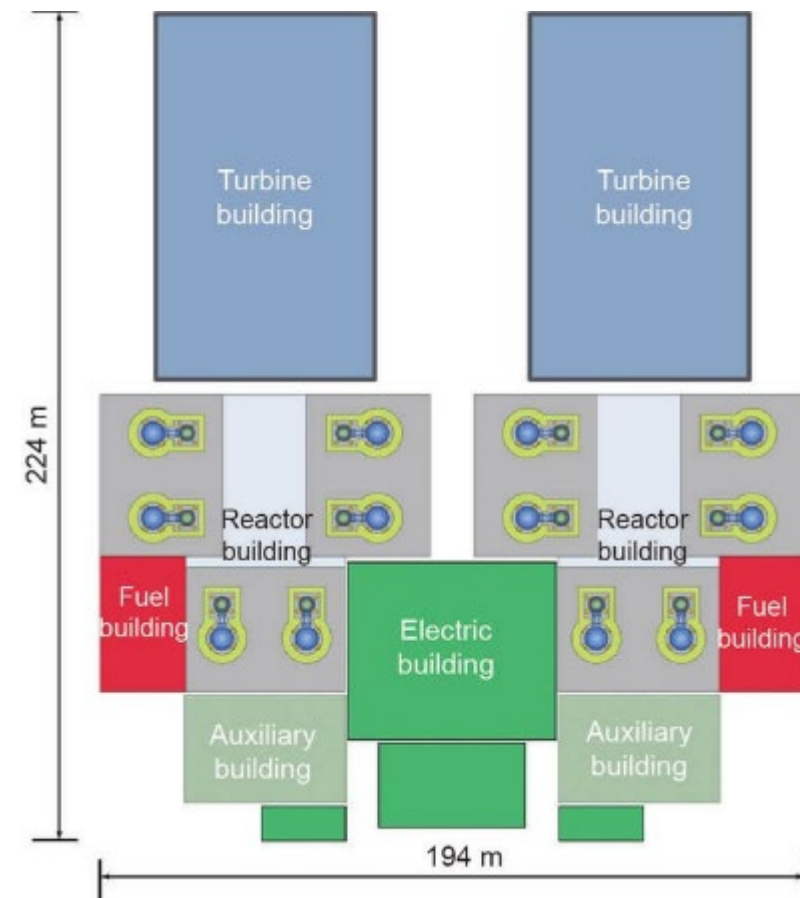 Turbine
building
Turbine
building
224 m
Reactor
building
Reactor
building
Fuel
building
Electric
building
Fuel
building
Auxiliary
building
Auxiliary
building
194 m